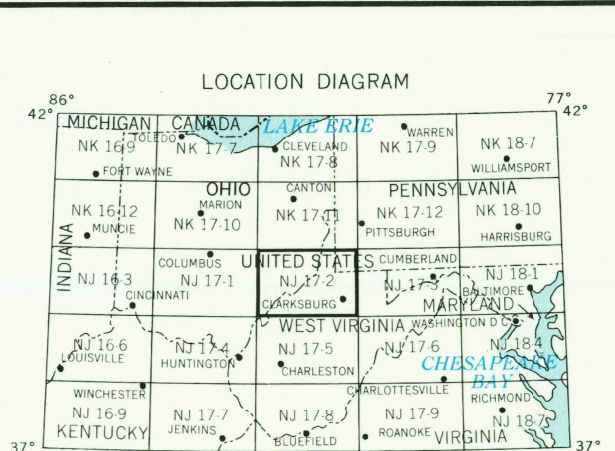 LOCATION DIAGRAM
86° 77°
42° 42°
MICHIGAN CANADA LAKE ERIE WARREN
TOLEDO CLEVELAND
NK 16-9 NK 17-7 NK 17-8 NK 17-9 NK 18-7
FORT WAYNE WILLIAMSPORT
OHIO CANTON PENNSYLVANIA
NK 16-12 MARION NK 17-11 NK 17-12 NK 18-10
MUNCIE NK 17-10 PITTSBURGH HARRISBURG
INDIANA
COLUMBUS UNITED STATES CUMBERLAND
NJ 16-3 NJ 17-1 NJ 17-2 NJ 17-3 NJ 18-1
CINCINNATI CLARKSBURG MARYLAND BALTIMORE
WEST VIRGINIA WASHINGTON D C
NJ 16-6 NJ 17-4 NJ 17-5 NJ 17-6 NJ 18-4
LOUISVILLE HUNTINGTON CHARLESTON CHESAPEAKE
BAY
WINCHESTER CHARLOTTESVILLE RICHMOND
NJ 16-9 NJ 17-7 NJ 17-8 NJ 17-9 NJ 18-7
KENTUCKY JENKINS BLUEFIELD ROANOKE VIRGINIA
37° 37°